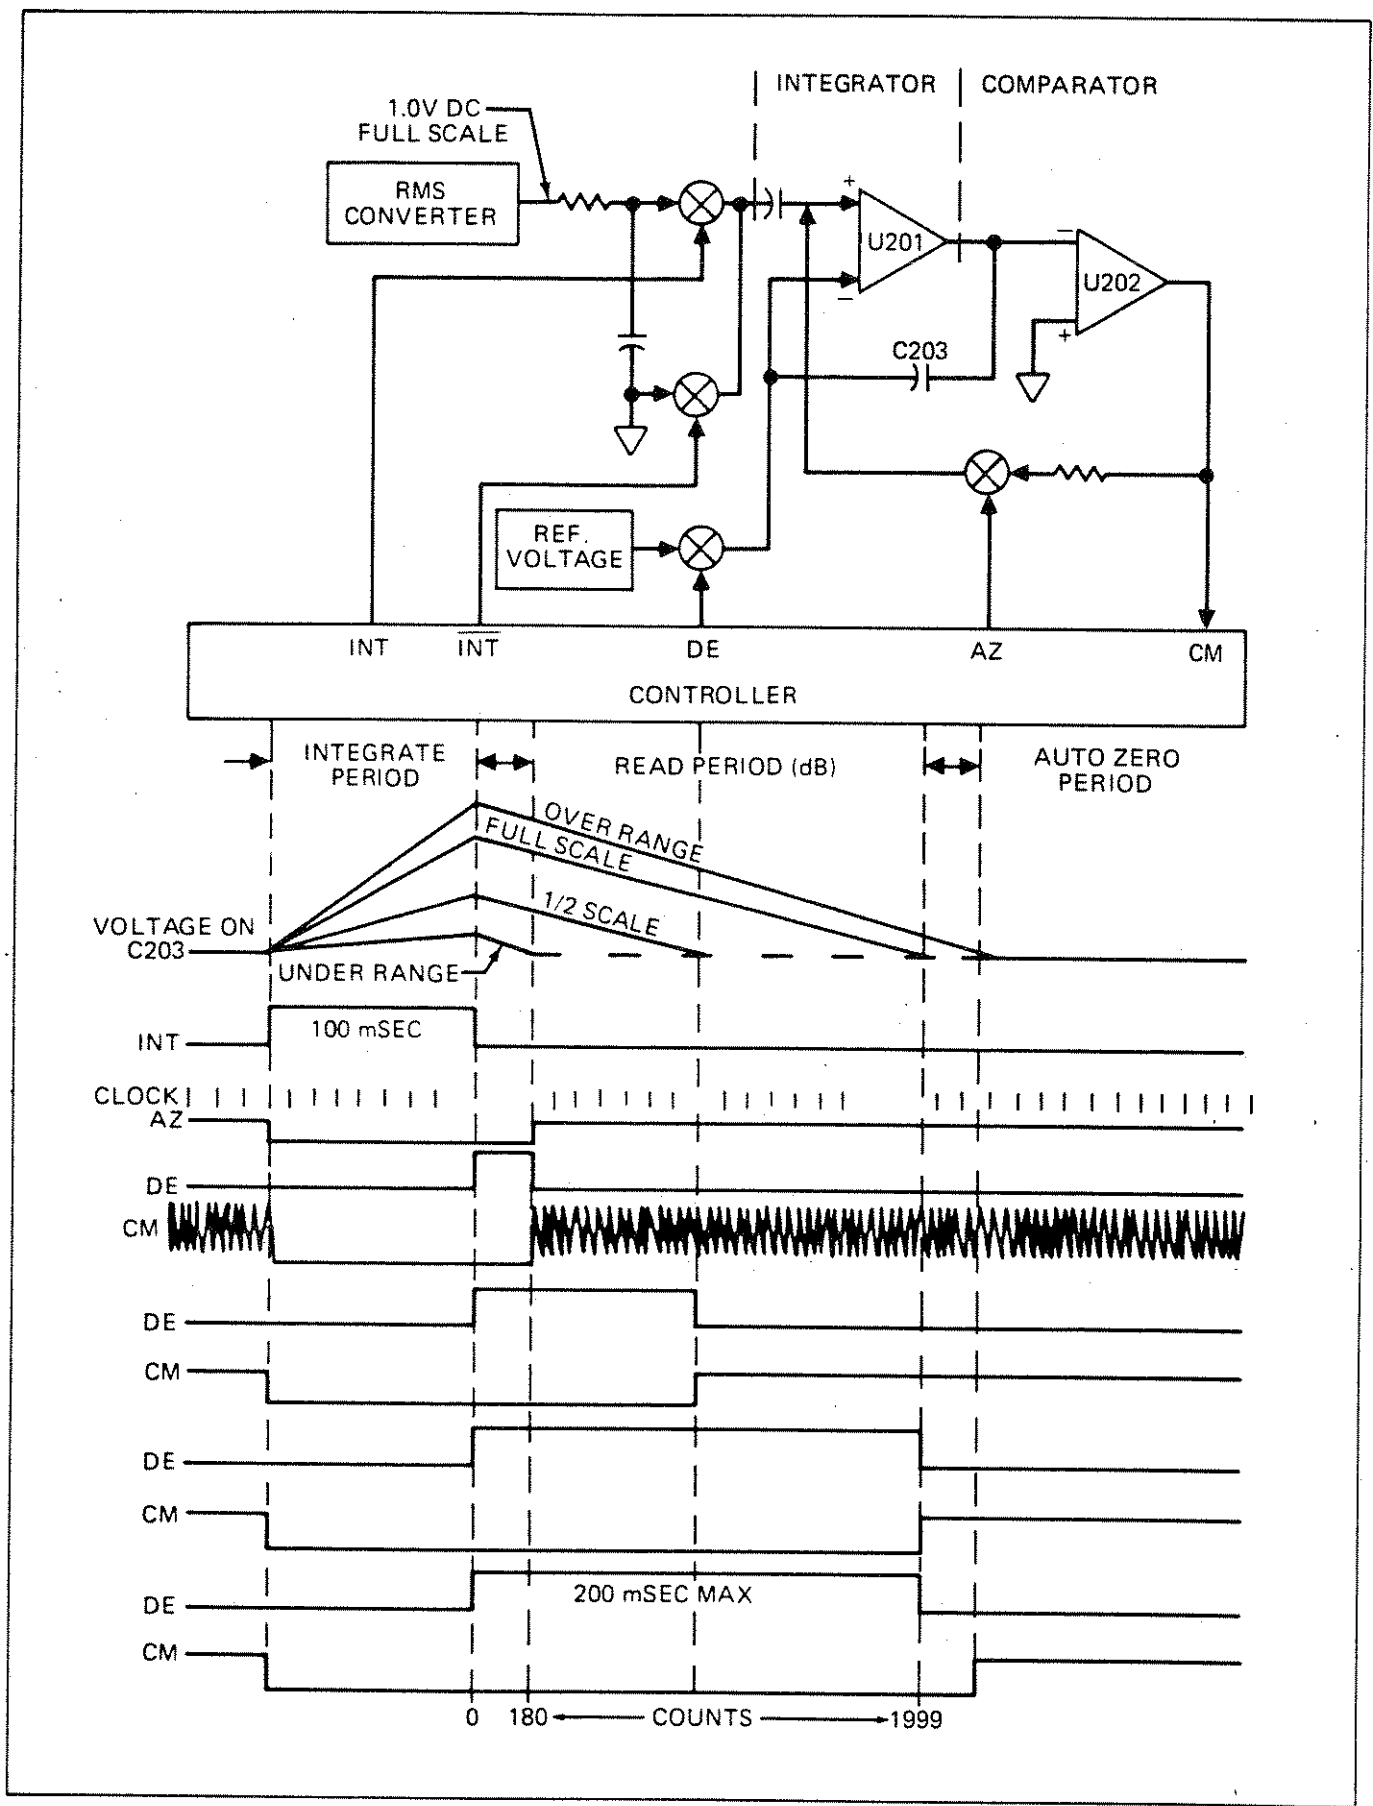 INTEGRATOR
COMPARATOR
1.0V DC
FULL SCALE
RMS
CONVERTER
+
U201
−
−
U202
+
C203
REF.
VOLTAGE
INT
INT
DE
AZ
CM
CONTROLLER
INTEGRATE
PERIOD
READ PERIOD (dB)
AUTO ZERO
PERIOD
OVER RANGE
FULL SCALE
1/2 SCALE
VOLTAGE ON
C203
UNDER RANGE
INT
100 mSEC
CLOCK
AZ
DE
CM
DE
CM
DE
CM
DE
200 mSEC MAX
CM
0 180 COUNTS 1999